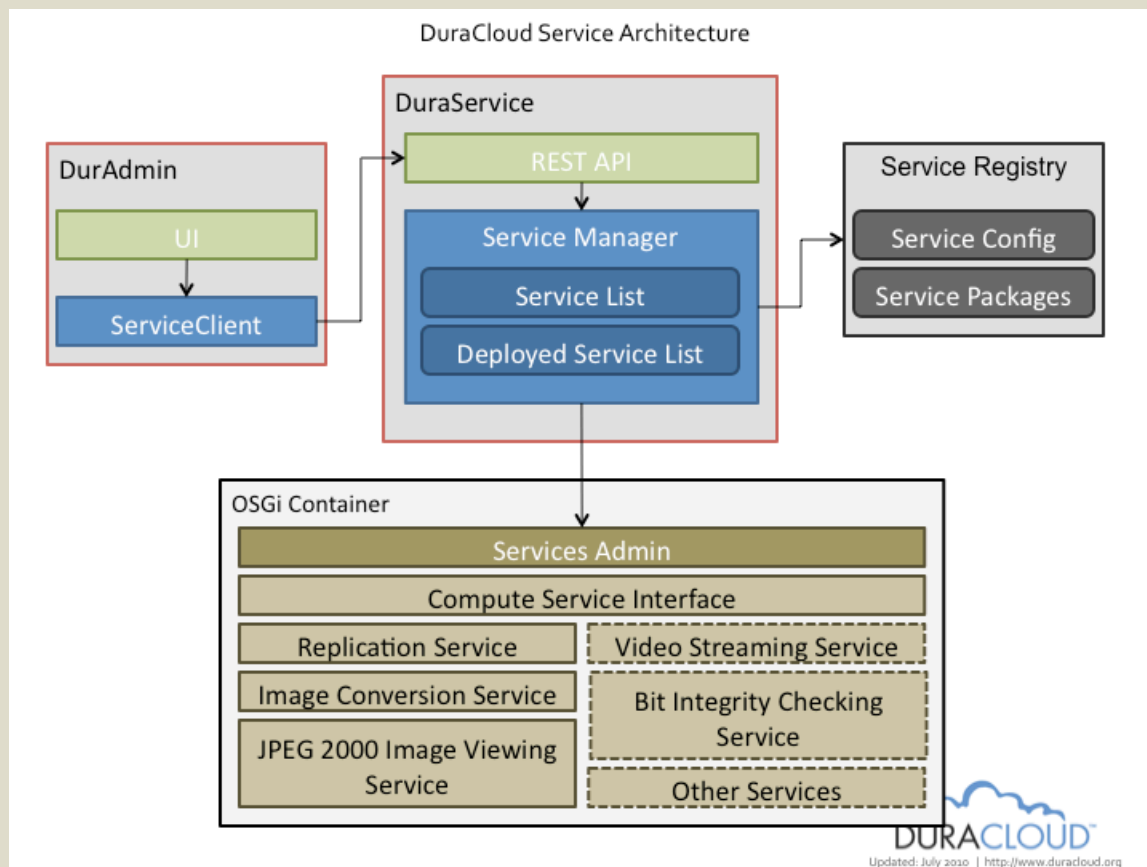 DuraCloud Service Architecture
DuraService
REST API
DurAdmin
UI
ServiceClient
Service Manager
Service List
Deployed Service List
Service Registry
Service Config
Service Packages
OSGi Container
Services Admin
Compute Service Interface
Replication Service
Video Streaming Service
Image Conversion Service
Bit Integrity Checking
Service
JPEG 2000 Image Viewing
Service
Other Services
DURACLOUD™
Updated: July 2010 | http://www.duracloud.org